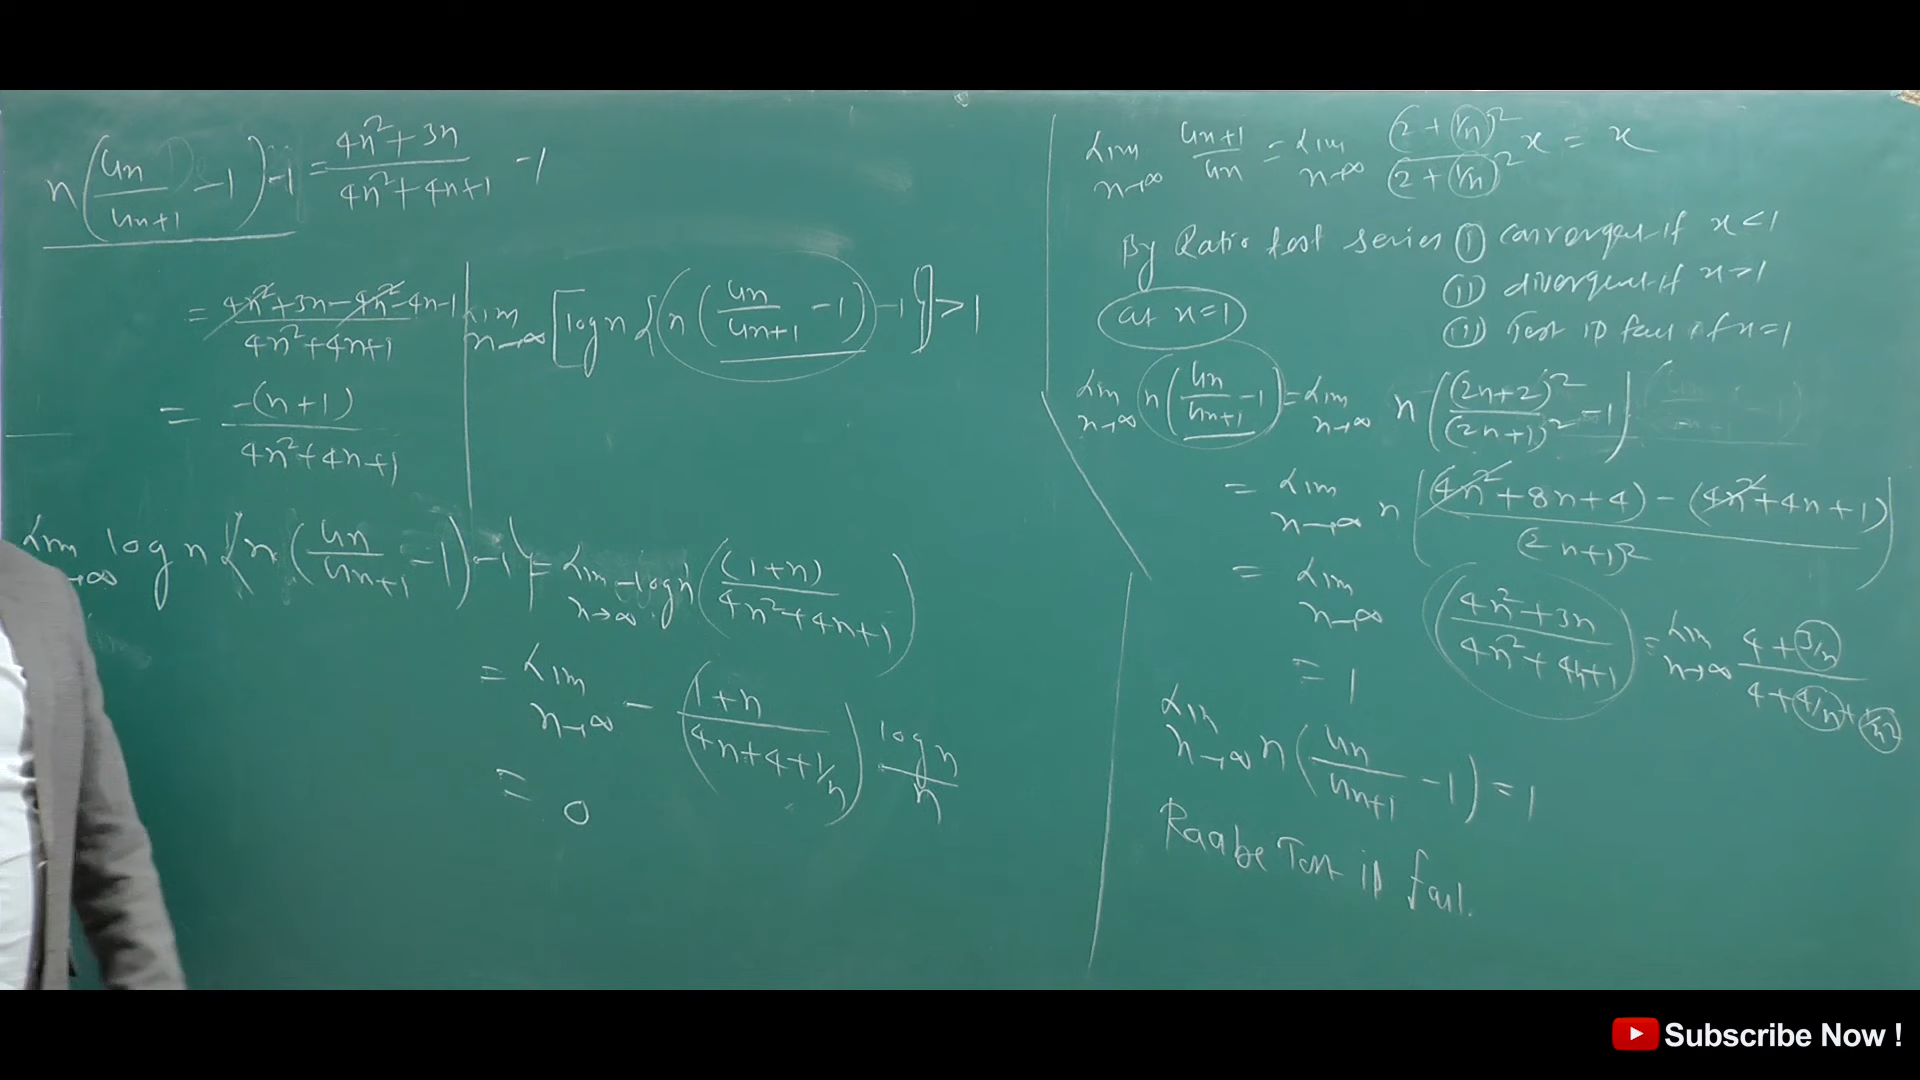 n(un/un+1 - 1) - 1 = (4n² + 3n)/(4n² + 4n + 1) - 1
= (4n² + 3n - 4n² - 4n - 1)/(4n² + 4n + 1)
= -(n+1)/(4n² + 4n + 1)
Lim n→∞ [log n {n(un/un+1 - 1) - 1}] > 1
Lim →∞ log n {n(un/un+1 - 1) - 1} = Lim n→∞ - log n ((1+n)/(4n² + 4n + 1))
= Lim n→∞ - ((1+n)/(4n + 4 + 1/n)) log n/n
= 0
Lim n→∞ un+1/un = Lim n→∞ (2 + 1/n)²/(2 + 1/n)² x = x
By Ratio test series (i) convergent if x < 1
(ii) divergent if x > 1
(iii) Test is fail if x = 1
at x = 1
Lim n→∞ n(un/un+1 - 1) = Lim n→∞ n((2n+2)²/(2n+1)² - 1)
= Lim n→∞ n((4n² + 8n + 4) - (4n² + 4n + 1)/(2n+1)²)
= Lim n→∞ ((4n² + 3n)/(4n² + 4n + 1)) = Lim n→∞ (4 + 3/n)/(4 + 4/n + 1/n²)
= 1
Lim n→∞ n(un/un+1 - 1) = 1
Raabe Test is fail.
Subscribe Now !